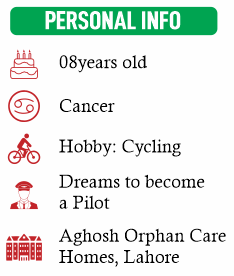 PERSONAL INFO
08years old
Cancer
Hobby: Cycling
Dreams to become
a Pilot
Aghosh Orphan Care
Homes, Lahore